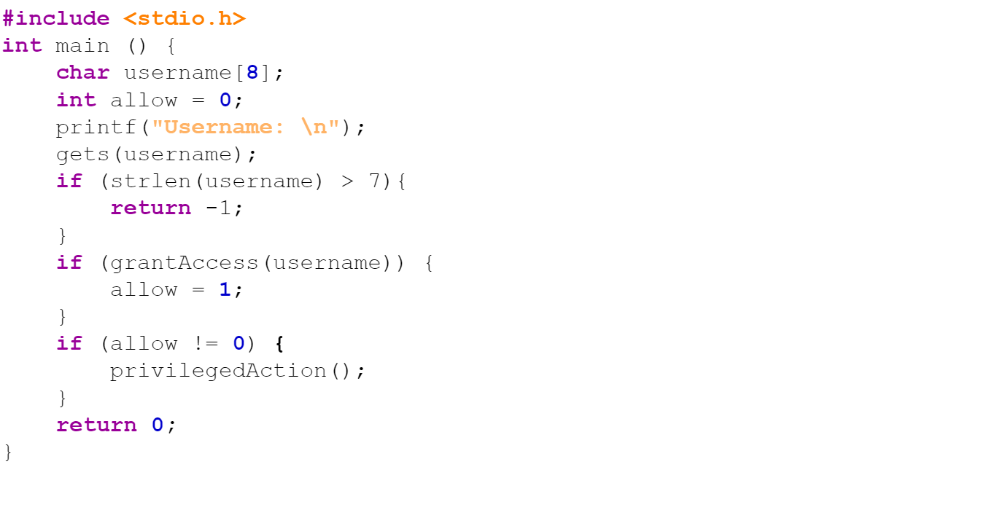 #include <stdio.h>
int main () {
    char username[8];
    int allow = 0;
    printf("Username: \n");
    gets(username);
    if (strlen(username) > 7){
        return -1;
    }
    if (grantAccess(username)) {
        allow = 1;
    }
    if (allow != 0) {
        privilegedAction();
    }
    return 0;
}